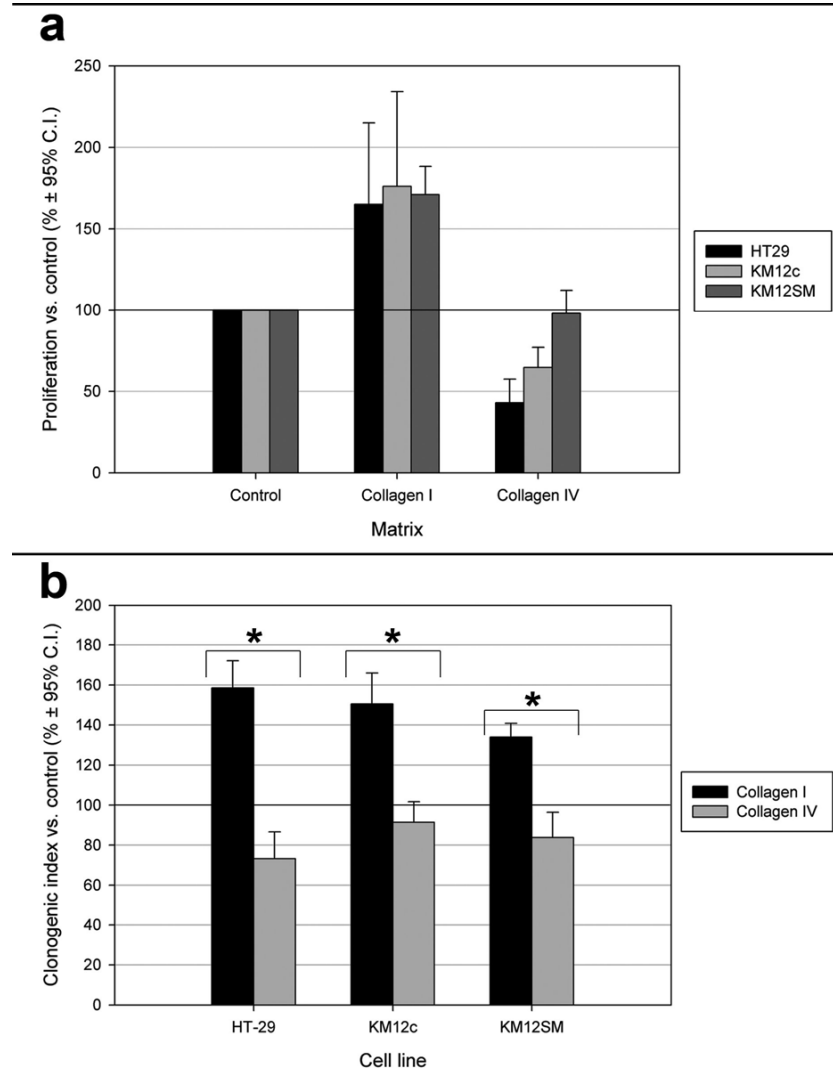 a
Proliferation vs. control (% ± 95% C.I.)
250
200
150
100
50
0
Control Collagen I Collagen IV
Matrix
HT29
KM12c
KM12SM
b
Clonogenic index vs. control (% ± 95% C.I.)
200
180
160
140
120
100
80
60
40
20
0
* * *
HT-29 KM12c KM12SM
Cell line
Collagen I
Collagen IV